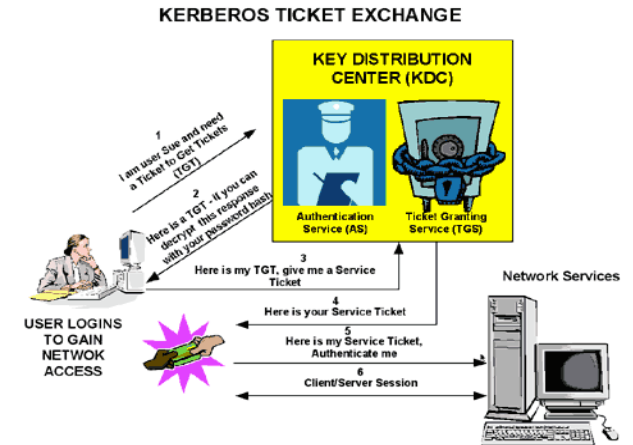 KERBEROS TICKET EXCHANGE
KEY DISTRIBUTION
CENTER (KDC)
Authentication
Service (AS)
Ticket Granting
Service (TGS)
1
I am user Sue and need
a Ticket to Get Tickets
(TGT)
2
Here is a TGT - If you can
decrypt this response
with your password hash
3
Here is my TGT, give me a Service
Ticket
4
Here is your Service Ticket
5
Here is my Service Ticket,
Authenticate me
6
Client/Server Session
USER LOGINS
TO GAIN
NETWOK
ACCESS
Network Services